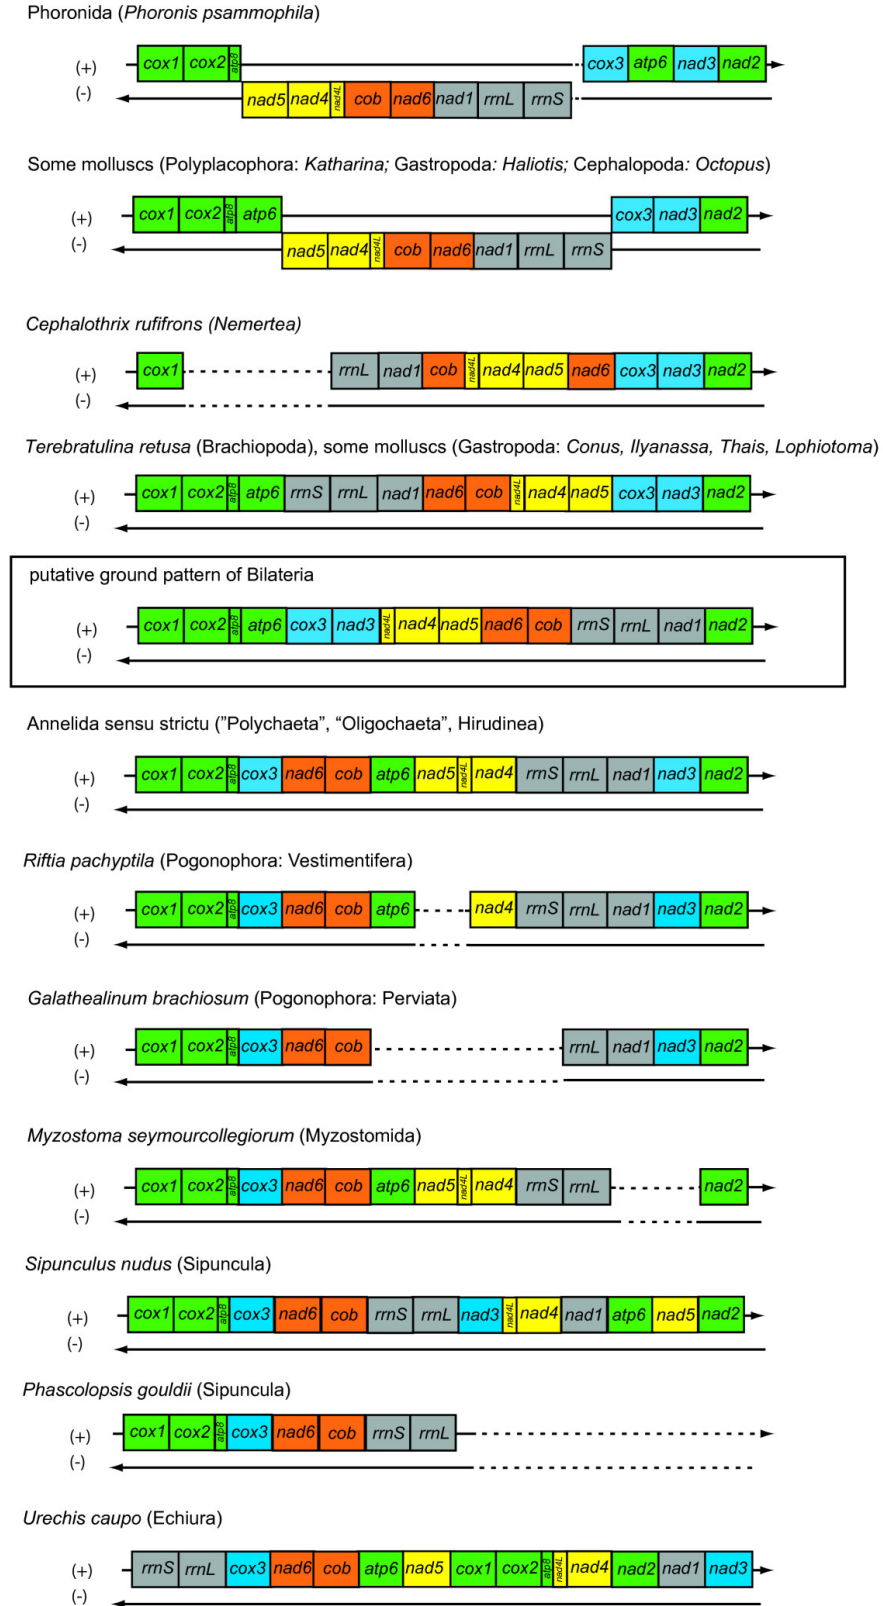 Phoronida (Phoronis psammophila)
(+) cox1 cox2 atp8 cox3 atp6 nad3 nad2
(-) nad5 nad4 nad4L cob nad6 nad1 rrnL rrnS
Some molluscs (Polyplacophora: Katharina; Gastropoda: Haliotis; Cephalopoda: Octopus)
(+) cox1 cox2 atp8 atp6 cox3 nad3 nad2
(-) nad5 nad4 nad4L cob nad6 nad1 rrnL rrnS
Cephalothrix rufifrons (Nemertea)
(+) cox1 rrnL nad1 cob nad4L nad4 nad5 nad6 cox3 nad3 nad2
(-)
Terebratulina retusa (Brachiopoda), some molluscs (Gastropoda: Conus, Ilyanassa, Thais, Lophiotoma)
(+) cox1 cox2 atp8 atp6 rrnS rrnL nad1 nad6 cob nad4L nad4 nad5 cox3 nad3 nad2
(-)
putative ground pattern of Bilateria
(+) cox1 cox2 atp8 atp6 cox3 nad3 nad4L nad4 nad5 nad6 cob rrnS rrnL nad1 nad2
(-)
Annelida sensu strictu ("Polychaeta", "Oligochaeta", Hirudinea)
(+) cox1 cox2 atp8 cox3 nad6 cob atp6 nad5 nad4L nad4 rrnS rrnL nad1 nad3 nad2
(-)
Riftia pachyptila (Pogonophora: Vestimentifera)
(+) cox1 cox2 atp8 cox3 nad6 cob atp6 nad4 rrnS rrnL nad1 nad3 nad2
(-)
Galathealinum brachiosum (Pogonophora: Perviata)
(+) cox1 cox2 atp8 cox3 nad6 cob rrnL nad1 nad3 nad2
(-)
Myzostoma seymourcollegiorum (Myzostomida)
(+) cox1 cox2 atp8 cox3 nad6 cob atp6 nad5 nad4L nad4 rrnS rrnL nad2
(-)
Sipunculus nudus (Sipuncula)
(+) cox1 cox2 atp8 cox3 nad6 cob rrnS rrnL nad3 nad4L nad4 nad1 atp6 nad5 nad2
(-)
Phascolopsis gouldii (Sipuncula)
(+) cox1 cox2 atp8 cox3 nad6 cob rrnS rrnL
(-)
Urechis caupo (Echiura)
(+) rrnS rrnL cox3 nad6 cob atp6 nad5 cox1 cox2 atp8 nad4L nad4 nad2 nad1 nad3
(-)